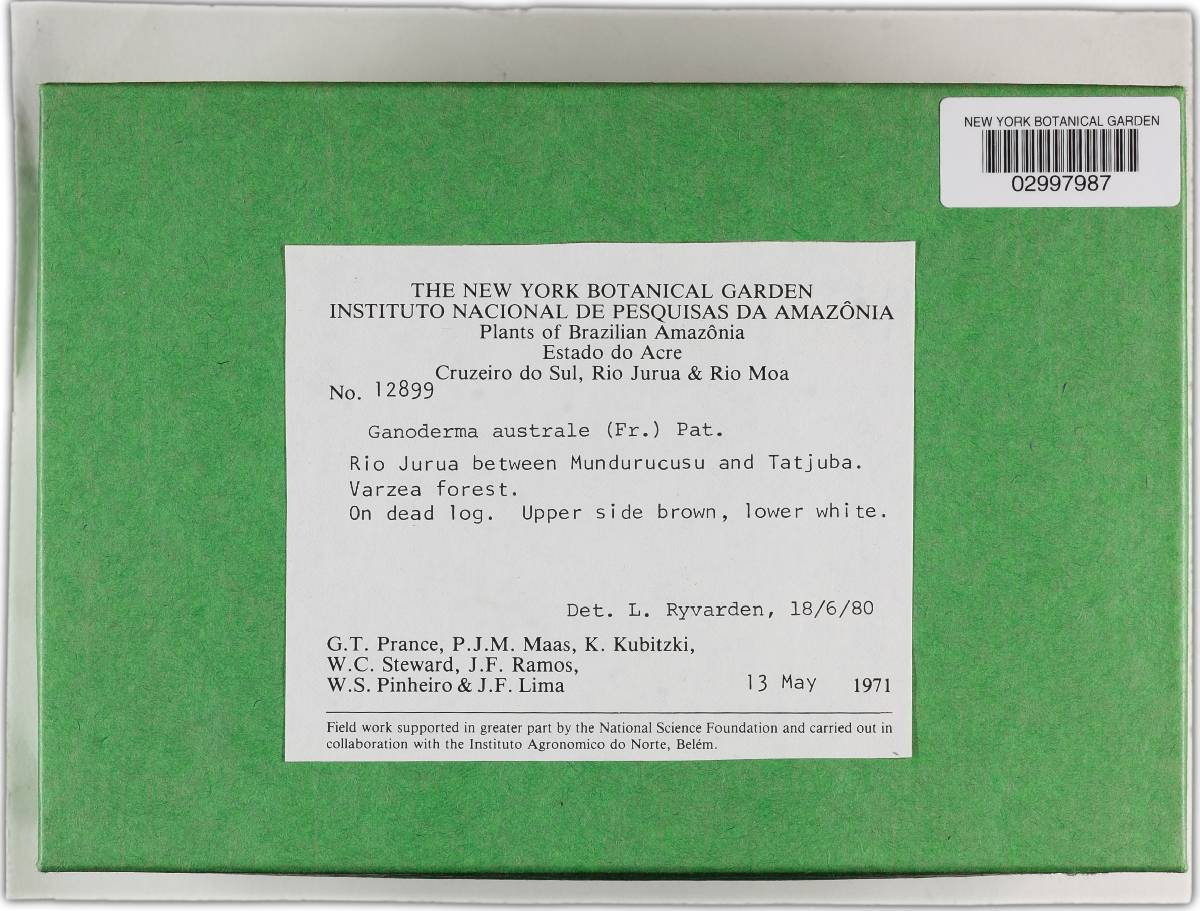 NEW YORK BOTANICAL GARDEN
02997987
THE NEW YORK BOTANICAL GARDEN
INSTITUTO NACIONAL DE PESQUISAS DA AMAZÔNIA
Plants of Brazilian Amazônia
Estado do Acre
Cruzeiro do Sul, Rio Jurua & Rio Moa
No. 12899
Ganoderma australe (Fr.) Pat.
Rio Jurua between Mundurucusu and Tatjuba.
Varzea forest.
On dead log. Upper side brown, lower white.
Det. L. Ryvarden, 18/6/80
G.T. Prance, P.J.M. Maas, K. Kubitzki,
W.C. Steward, J.F. Ramos,
W.S. Pinheiro & J.F. Lima 13 May 1971
Field work supported in greater part by the National Science Foundation and carried out in
collaboration with the Instituto Agronomico do Norte, Belém.